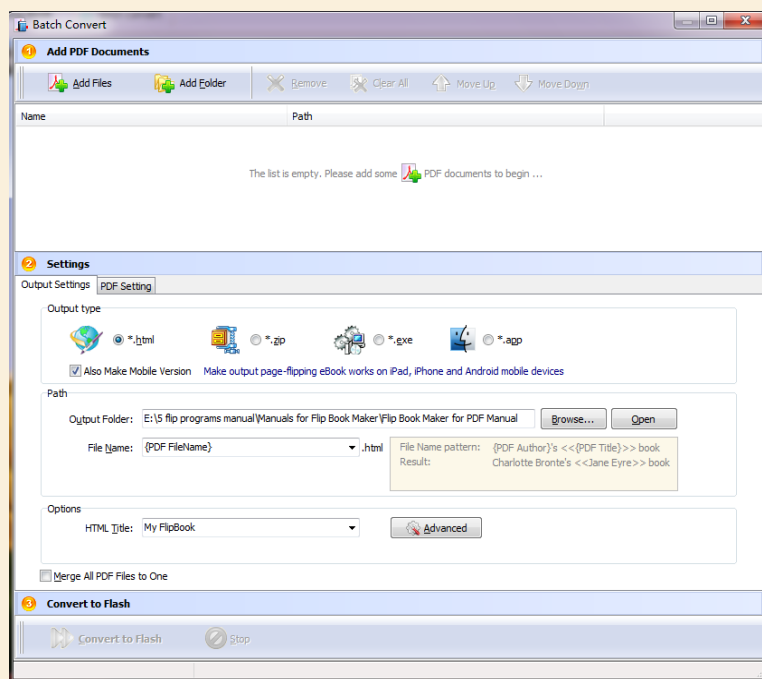 Batch Convert
1 Add PDF Documents
Add Files Add Folder Remove Clear All Move Up Move Down
Name Path
The list is empty. Please add some PDF documents to begin ...
2 Settings
Output Settings PDF Setting
Output type
*.html *.zip *.exe *.app
Also Make Mobile Version Make output page-flipping eBook works on iPad, iPhone and Android mobile devices
Path
Output Folder: E:\5 flip programs manual\Manuals for Flip Book Maker\Flip Book Maker for PDF Manual Browse... Open
File Name: {PDF FileName} .html File Name pattern: {PDF Author}'s <<{PDF Title}>> book
Result: Charlotte Bronte's <<Jane Eyre>> book
Options
HTML Title: My FlipBook Advanced
Merge All PDF Files to One
3 Convert to Flash
Convert to Flash Stop